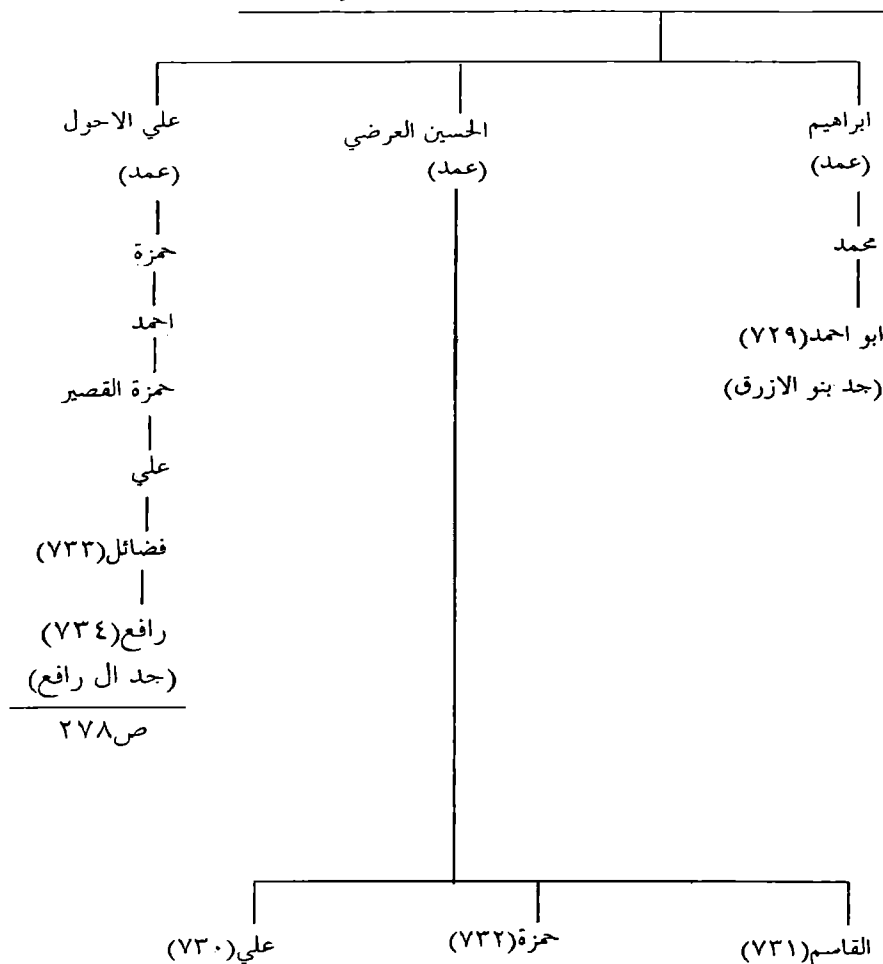 ابراهيم
(عمد)
محمد
ابو احمد(٧٢٩)
(جد بنو الازرق)
الحسين العرضي
(عمد)
القاسم(٧٣١)
حمزة(٧٣٢)
علي(٧٣٠)
علي الاحول
(عمد)
حمزة
احمد
حمزة القصير
علي
فضائل(٧٣٣)
رافع(٧٣٤)
(جد ال رافع)
ص٢٧٨